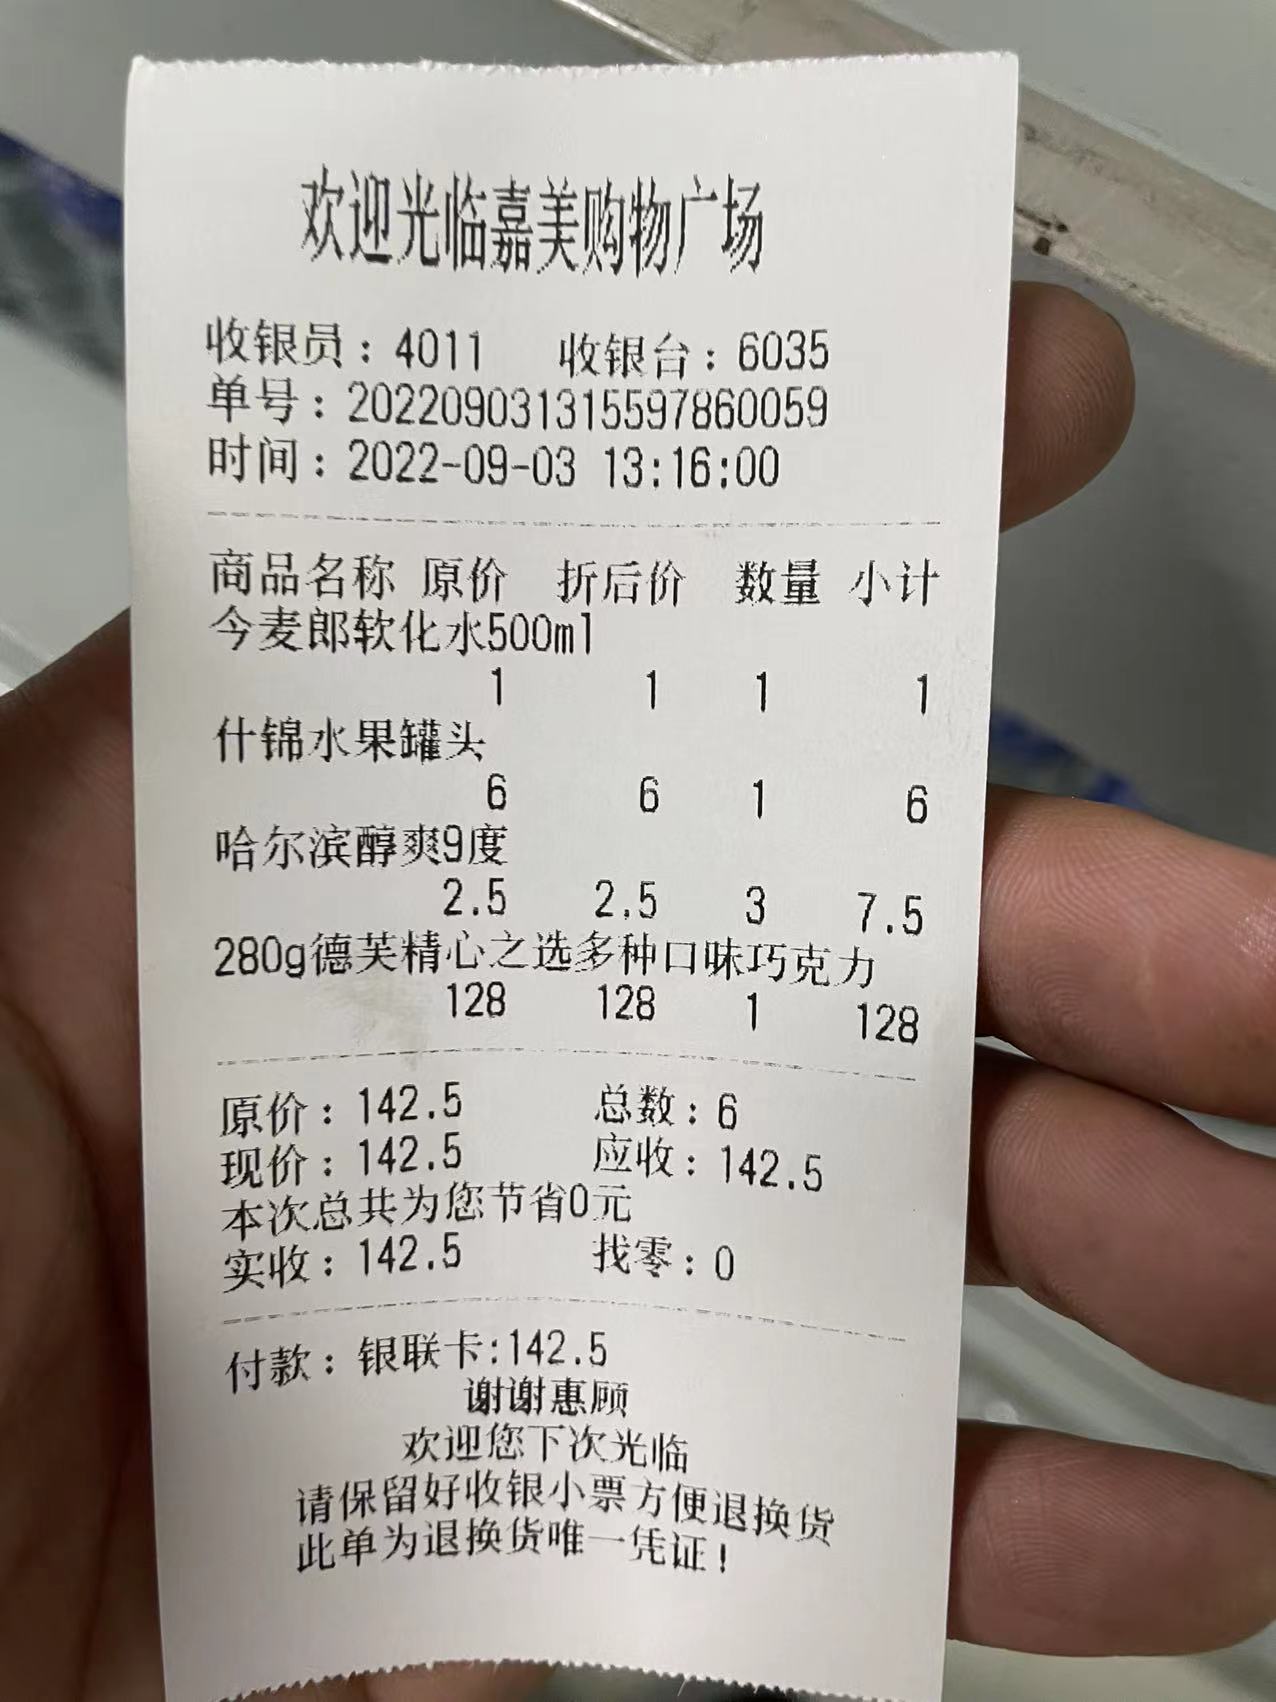 欢迎光临嘉美购物广场
收银员：4011 收银台：6035
单号：2022090313155978600​59
时间：2022-09-03 13:16:00
商品名称 原价 折后价 数量 小计
今麦郎软化水500ml
1 1 1 1
什锦水果罐头
6 6 1 6
哈尔滨醇爽9度
2.5 2.5 3 7.5
280g德芙精心之选多种口味巧克力
128 128 1 128
原价：142.5 总数：6
现价：142.5 应收：142.5
本次总共为您节省0元
实收：142.5 找零：0
付款：银联卡:142.5
谢谢惠顾
欢迎您下次光临
请保留好收银小票方便退换货
此单为退换货唯一凭证！